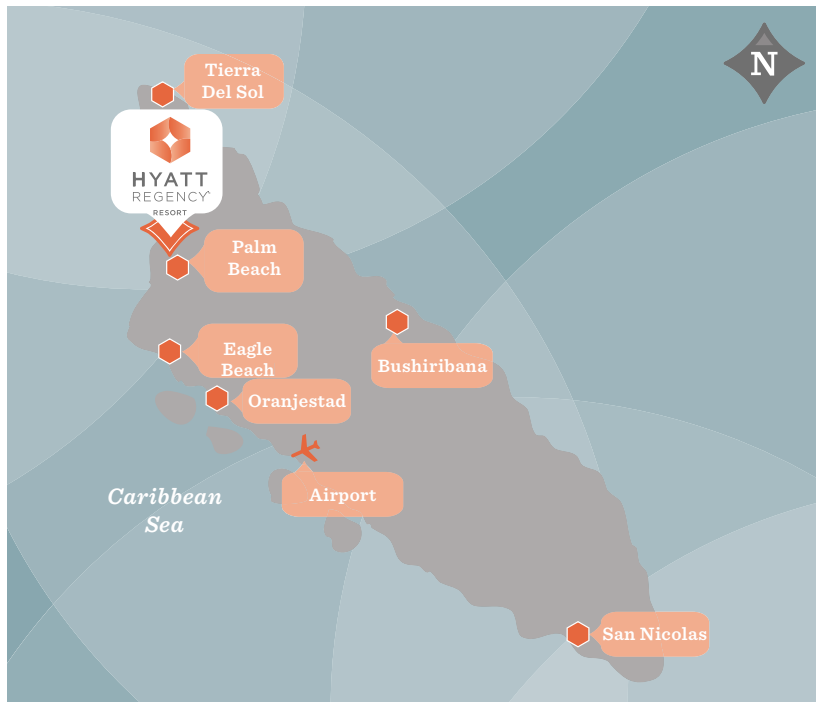 N
Tierra
Del Sol
HYATT
REGENCY
RESORT
Palm
Beach
Eagle
Beach
Bushiribana
Oranjestad
Airport
Caribbean
Sea
San Nicolas